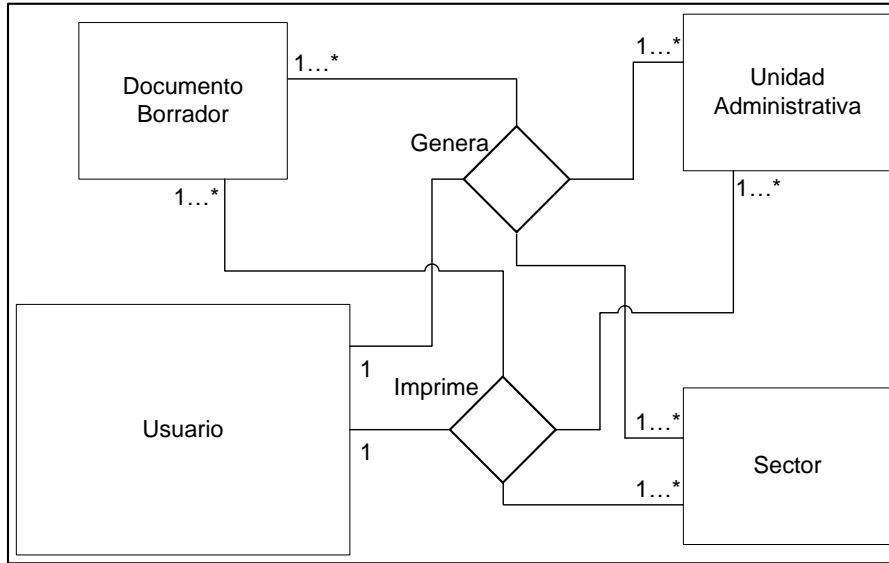 Documento
Borrador
1…*
1…*
Genera
1…*
Unidad
Administrativa
1…*
Usuario
1
1
Imprime
1…*
1…*
Sector